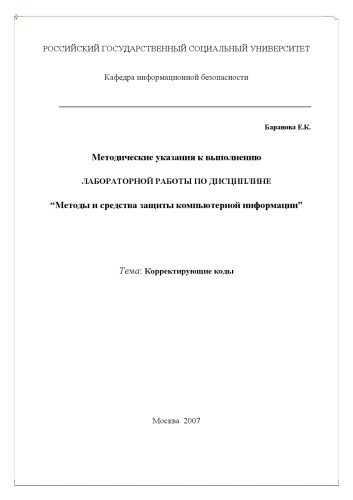 РОССИЙСКИЙ ГОСУДАРСТВЕННЫЙ СОЦИАЛЬНЫЙ УНИВЕРСИТЕТ
Кафедра информационной безопасности
Баранова Е.К.
Методические указания к выполнению
ЛАБОРАТОРНОЙ РАБОТЫ ПО ДИСЦИПЛИНЕ
“Методы и средства защиты компьютерной информации”
Тема: Корректирующие коды
Москва 2007